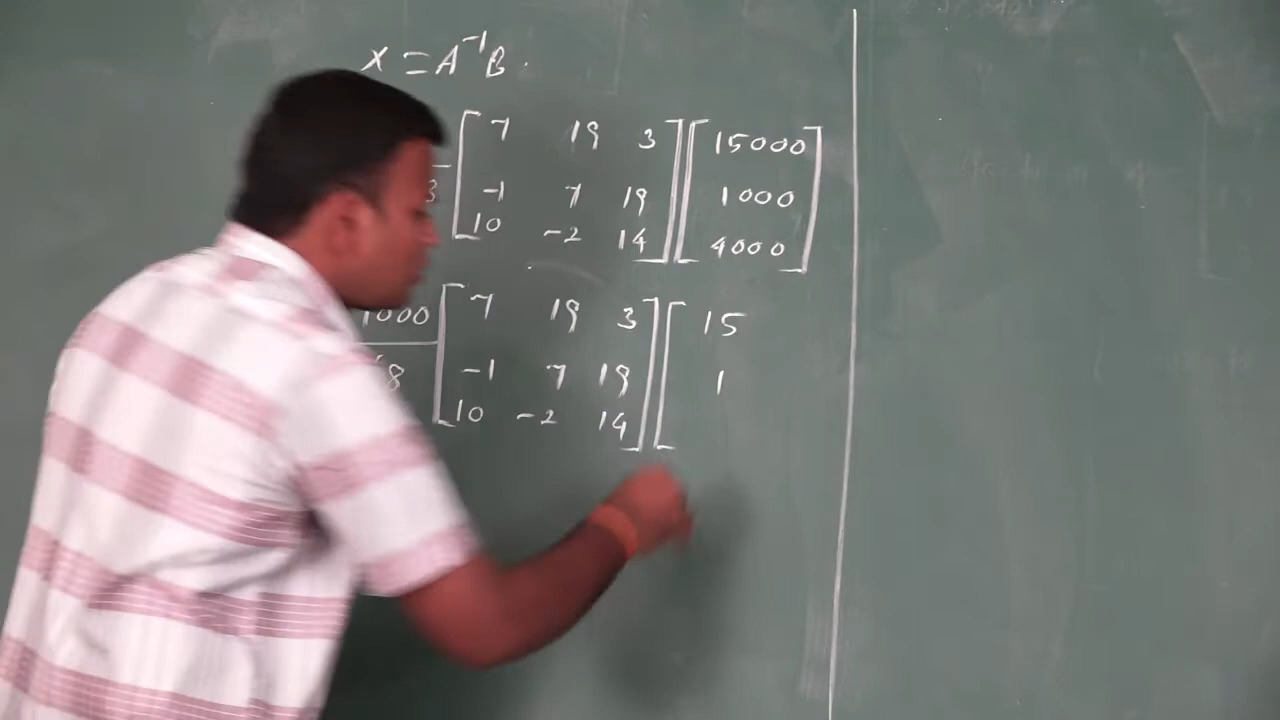 X = A⁻¹B.
7 19 3 15000
3 -1 7 19 1000
10 -2 14 4000
1000 7 19 3 15
8 -1 7 19 1
10 -2 14